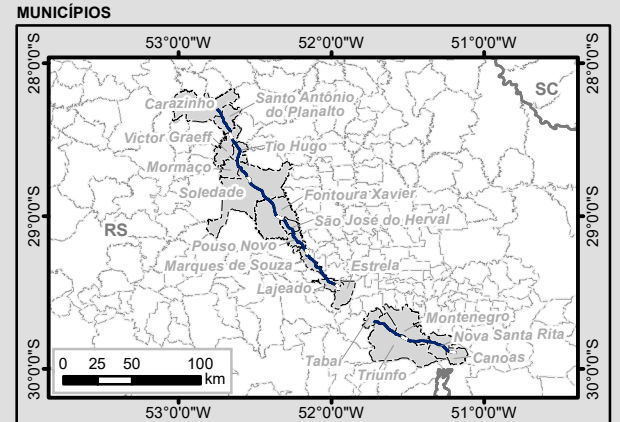 MUNICÍPIOS
53°0'0"W 52°0'0"W 51°0'0"W
28°0'0"S 28°0'0"S
SC
Carazinho
Santo Antônio
do Planalto
Victor Graeff
Tio Hugo
Mormaço
Soledade
Fontoura Xavier
São José do Herval
29°0'0"S 29°0'0"S
RS
Pouso Novo
Marques de Souza
Estrela
Lajeado
Montenegro
Nova Santa Rita
Canoas
Tabaí
Triunfo
0 25 50 100
km
30°0'0"S 30°0'0"S
53°0'0"W 52°0'0"W 51°0'0"W